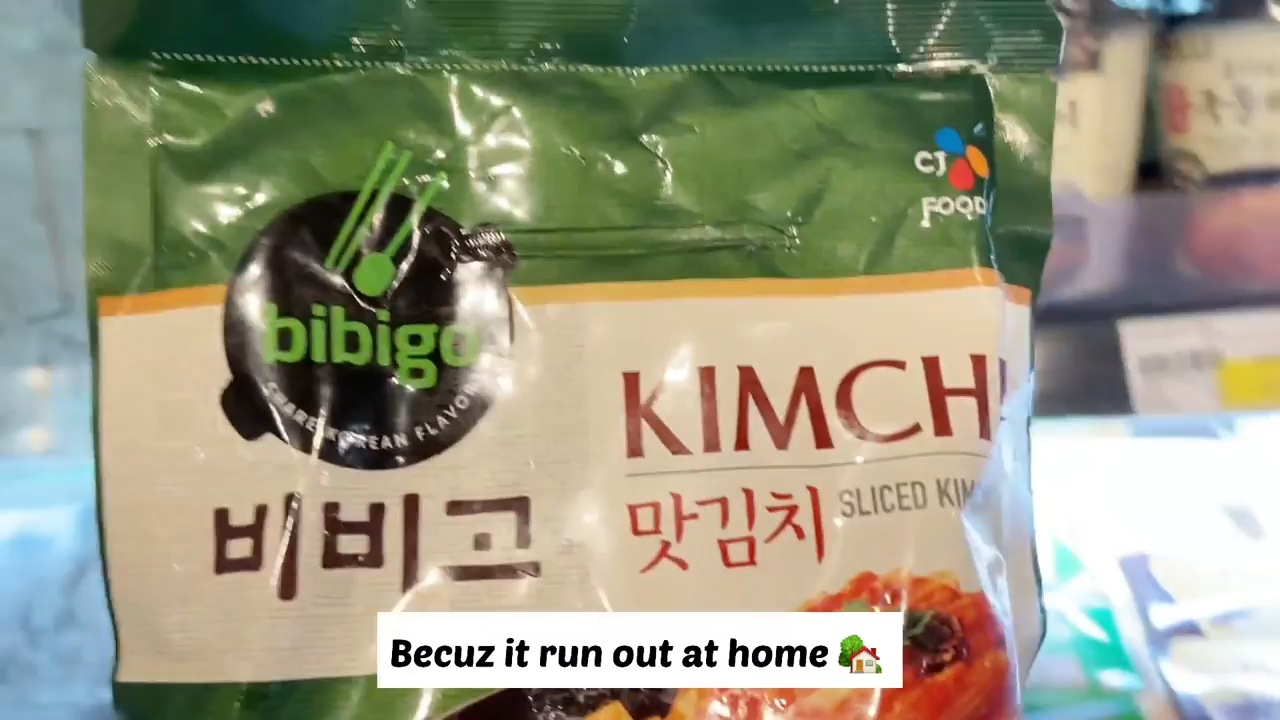 CJ
FOOD
bibigo
SHARE KOREAN FLAVOR
비비고
KIMCHI
맛김치
SLICED KIM
Becuz it run out at home 🏡